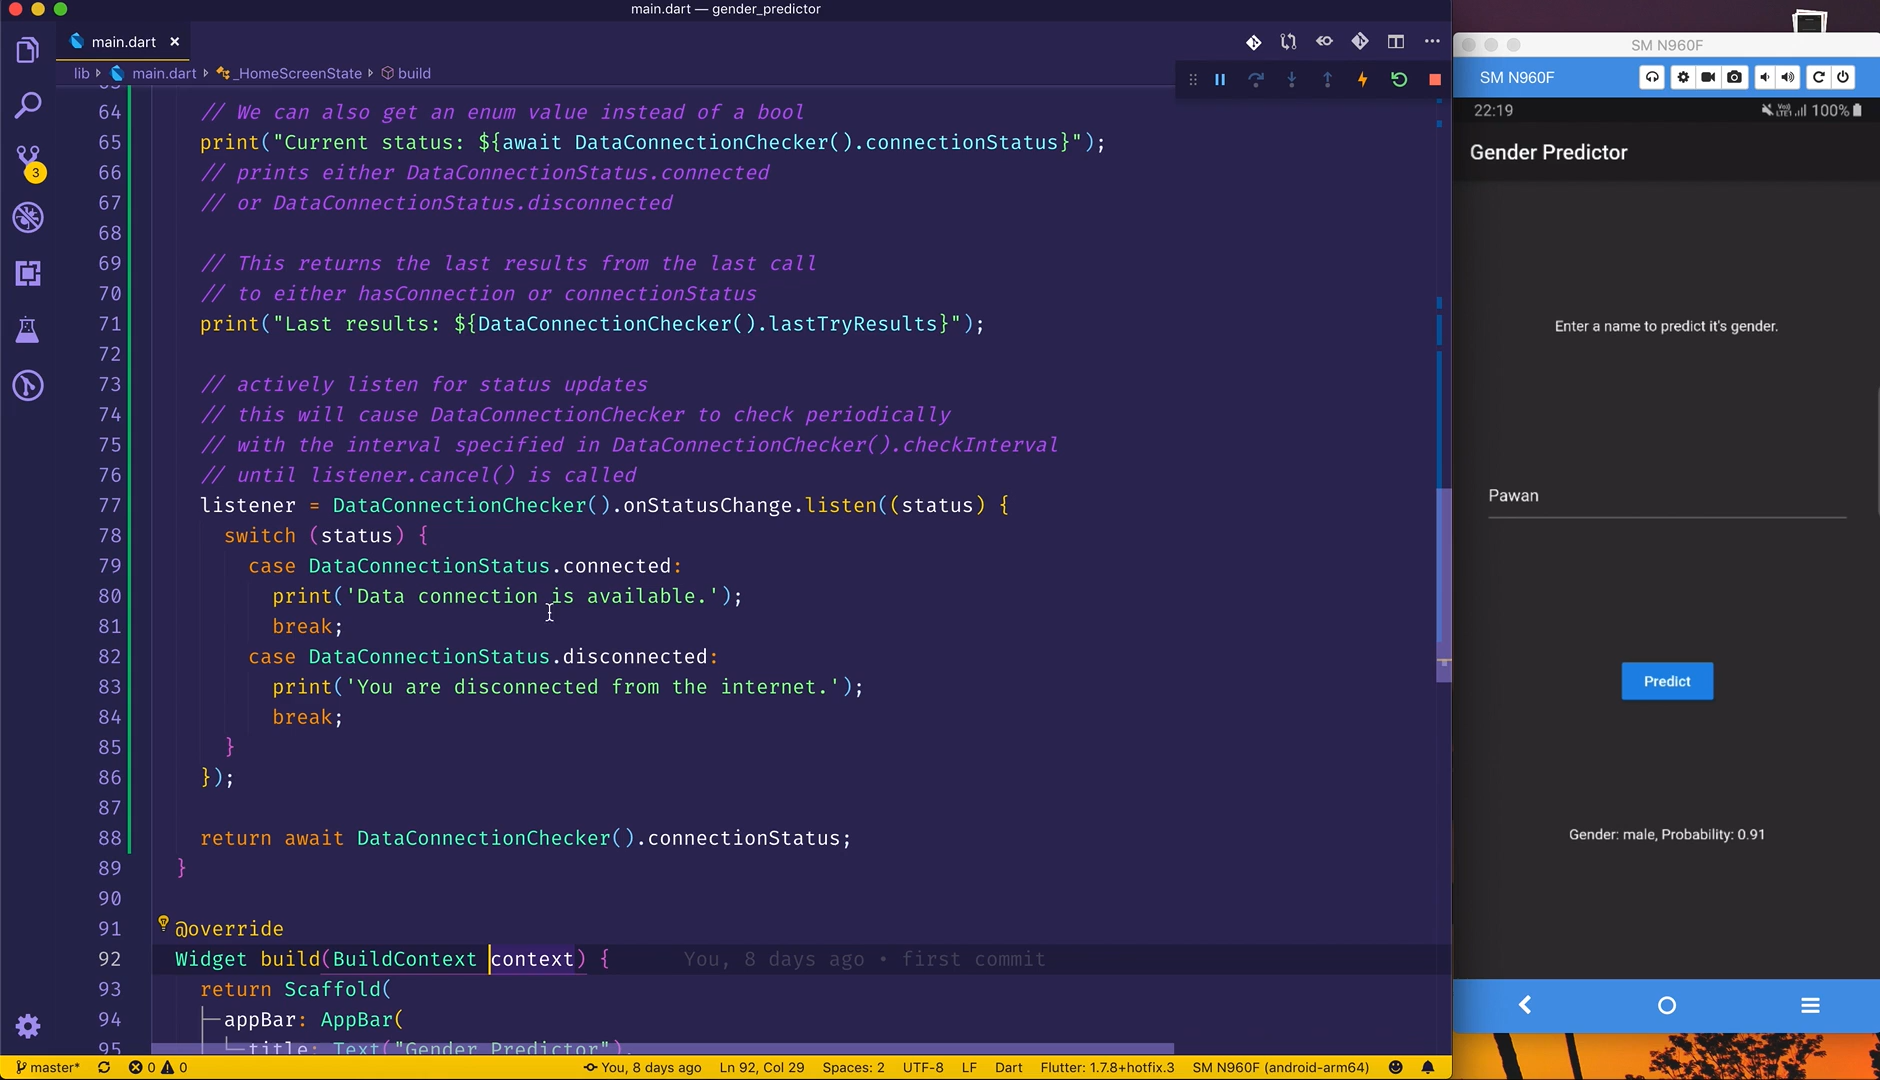 main.dart — gender_predictor
main.dart
lib main.dart _HomeScreenState build
64 // We can also get an enum value instead of a bool
65 print("Current status: ${await DataConnectionChecker().connectionStatus}");
66 // prints either DataConnectionStatus.connected
67 // or DataConnectionStatus.disconnected
68
69 // This returns the last results from the last call
70 // to either hasConnection or connectionStatus
71 print("Last results: ${DataConnectionChecker().lastTryResults}");
72
73 // actively listen for status updates
74 // this will cause DataConnectionChecker to check periodically
75 // with the interval specified in DataConnectionChecker().checkInterval
76 // until listener.cancel() is called
77 listener = DataConnectionChecker().onStatusChange.listen((status) {
78 switch (status) {
79 case DataConnectionStatus.connected:
80 print('Data connection is available.');
81 break;
82 case DataConnectionStatus.disconnected:
83 print('You are disconnected from the internet.');
84 break;
85 }
86 });
87
88 return await DataConnectionChecker().connectionStatus;
89 }
90
91 @override
92 Widget build(BuildContext context) { You, 8 days ago • first commit
93 return Scaffold(
94 appBar: AppBar(
95 title: Text("Gender Predictor"),
3
master* 0 0 You, 8 days ago Ln 92, Col 29 Spaces: 2 UTF-8 LF Dart Flutter: 1.7.8+hotfix.3 SM N960F (android-arm64)
SM N960F
SM N960F
22:19 100%
Gender Predictor
Enter a name to predict it's gender.
Pawan
Predict
Gender: male, Probability: 0.91